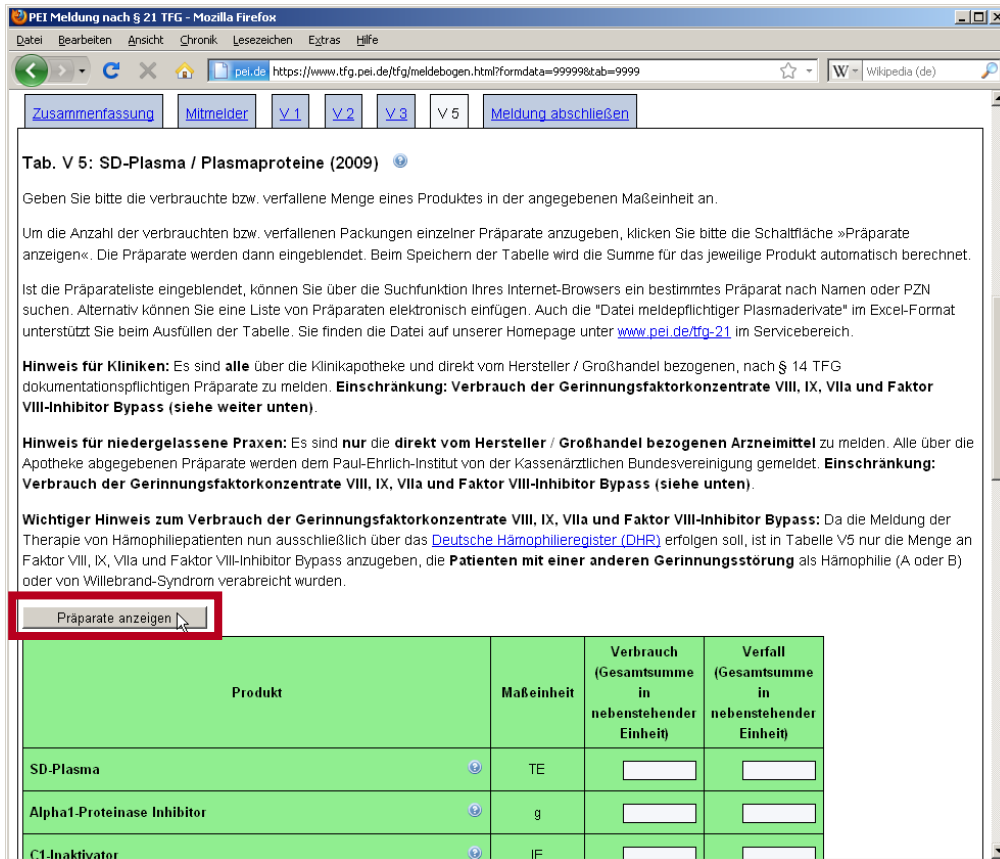 PEI Meldung nach § 21 TFG - Mozilla Firefox
Datei Bearbeiten Ansicht Chronik Lesezeichen Extras Hilfe
pei.de https://www.tfg.pei.de/tfg/meldebogen.html?formdata=99999&tab=9999 W Wikipedia (de)
Zusammenfassung Mitmelder V 1 V 2 V 3 V 5 Meldung abschließen
Tab. V 5: SD-Plasma / Plasmaproteine (2009)
Geben Sie bitte die verbrauchte bzw. verfallene Menge eines Produktes in der angegebenen Maßeinheit an.
Um die Anzahl der verbrauchten bzw. verfallenen Packungen einzelner Präparate anzugeben, klicken Sie bitte die Schaltfläche »Präparate
anzeigen«. Die Präparate werden dann eingeblendet. Beim Speichern der Tabelle wird die Summe für das jeweilige Produkt automatisch berechnet.
Ist die Präparateliste eingeblendet, können Sie über die Suchfunktion Ihres Internet-Browsers ein bestimmtes Präparat nach Namen oder PZN
suchen. Alternativ können Sie eine Liste von Präparaten elektronisch einfügen. Auch die "Datei meldepflichtiger Plasmaderivate" im Excel-Format
unterstützt Sie beim Ausfüllen der Tabelle. Sie finden die Datei auf unserer Homepage unter www.pei.de/tfg-21 im Servicebereich.
Hinweis für Kliniken: Es sind alle über die Klinikapotheke und direkt vom Hersteller / Großhandel bezogenen, nach § 14 TFG
dokumentationspflichtigen Präparate zu melden. Einschränkung: Verbrauch der Gerinnungsfaktorkonzentrate VIII, IX, VIIa und Faktor
VIII-Inhibitor Bypass (siehe weiter unten).
Hinweis für niedergelassene Praxen: Es sind nur die direkt vom Hersteller / Großhandel bezogenen Arzneimittel zu melden. Alle über die
Apotheke abgegebenen Präparate werden dem Paul-Ehrlich-Institut von der Kassenärztlichen Bundesvereinigung gemeldet. Einschränkung:
Verbrauch der Gerinnungsfaktorkonzentrate VIII, IX, VIIa und Faktor VIII-Inhibitor Bypass (siehe unten).
Wichtiger Hinweis zum Verbrauch der Gerinnungsfaktorkonzentrate VIII, IX, VIIa und Faktor VIII-Inhibitor Bypass: Da die Meldung der
Therapie von Hämophiliepatienten nun ausschließlich über das Deutsche Hämophilieregister (DHR) erfolgen soll, ist in Tabelle V5 nur die Menge an
Faktor VIII, IX, VIIa und Faktor VIII-Inhibitor Bypass anzugeben, die Patienten mit einer anderen Gerinnungsstörung als Hämophilie (A oder B)
oder von Willebrand-Syndrom verabreicht wurden.
Präparate anzeigen
Produkt Maßeinheit Verbrauch (Gesamtsumme in nebenstehender Einheit) Verfall (Gesamtsumme in nebenstehender Einheit)
SD-Plasma TE
Alpha1-Proteinase Inhibitor g
C1-Inaktivator IE